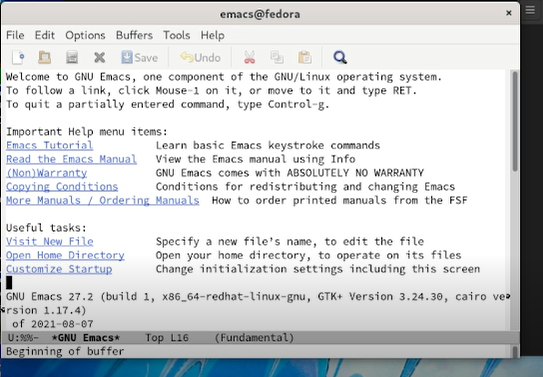 emacs@fedora
File Edit Options Buffers Tools Help
Save Undo
Welcome to GNU Emacs, one component of the GNU/Linux operating system.
To follow a link, click Mouse-1 on it, or move to it and type RET.
To quit a partially entered command, type Control-g.
Important Help menu items:
Emacs Tutorial Learn basic Emacs keystroke commands
Read the Emacs Manual View the Emacs manual using Info
(Non)Warranty GNU Emacs comes with ABSOLUTELY NO WARRANTY
Copying Conditions Conditions for redistributing and changing Emacs
More Manuals / Ordering Manuals How to order printed manuals from the FSF
Useful tasks:
Visit New File Specify a new file's name, to edit the file
Open Home Directory Open your home directory, to operate on its files
Customize Startup Change initialization settings including this screen
GNU Emacs 27.2 (build 1, x86_64-redhat-linux-gnu, GTK+ Version 3.24.30, cairo ve
rsion 1.17.4)
of 2021-08-07
U:%%- *GNU Emacs* Top L16 (Fundamental)
Beginning of buffer